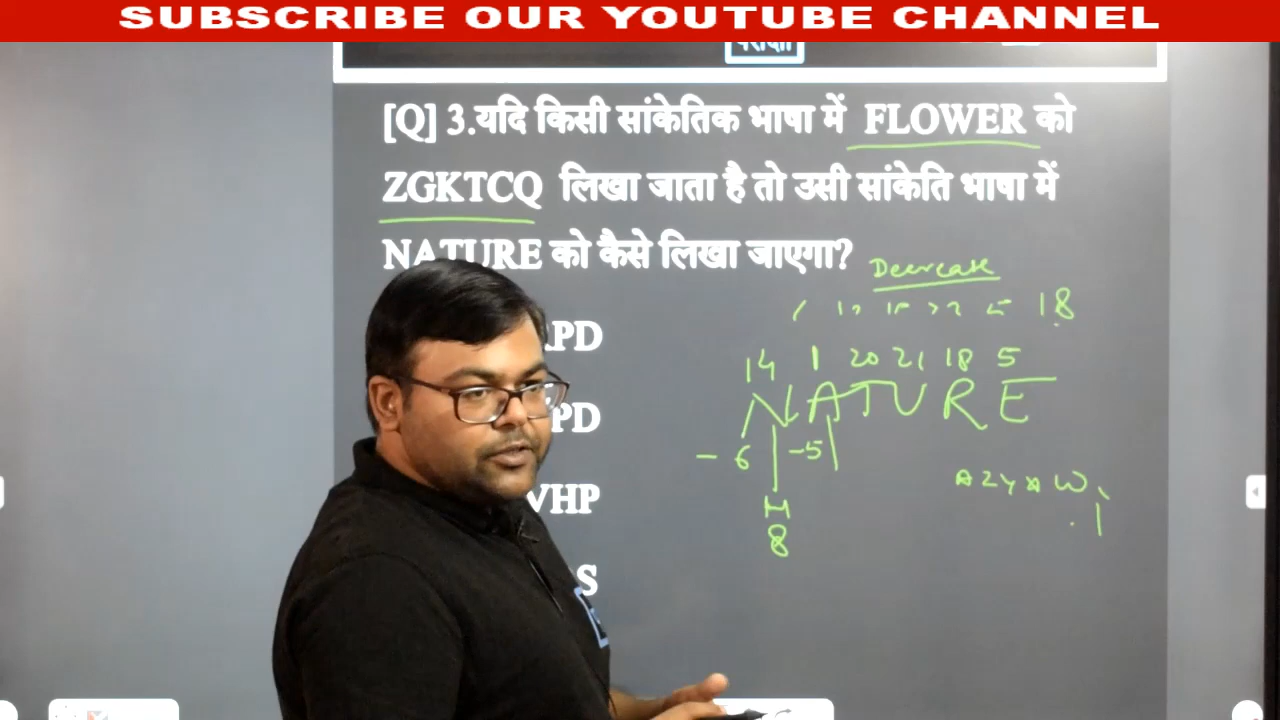 SUBSCRIBE OUR YOUTUBE CHANNEL
परीक्षा
[Q] 3.यदि किसी सांकेतिक भाषा में FLOWER को
ZGKTCQ लिखा जाता है तो उसी सांकेति भाषा में
NATURE को कैसे लिखा जाएगा?
Decrease
18
PD
14 1 20 21 18 5
PD
NATURE
-6 -5
VHP
H
8
S